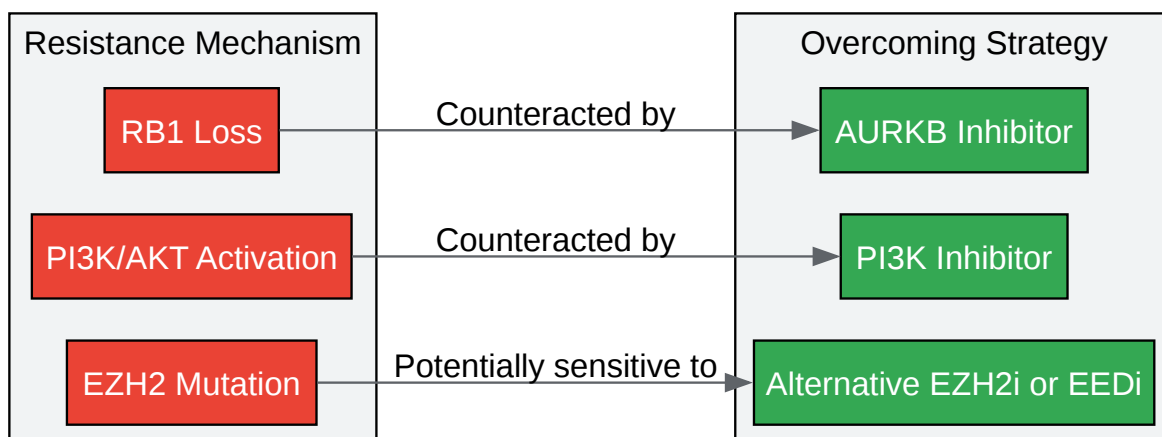 Resistance Mechanism
Overcoming Strategy
RB1 Loss
Counteracted by
AURKB Inhibitor
PI3K/AKT Activation
Counteracted by
PI3K Inhibitor
EZH2 Mutation
Potentially sensitive to
Alternative EZH2i or EEDi